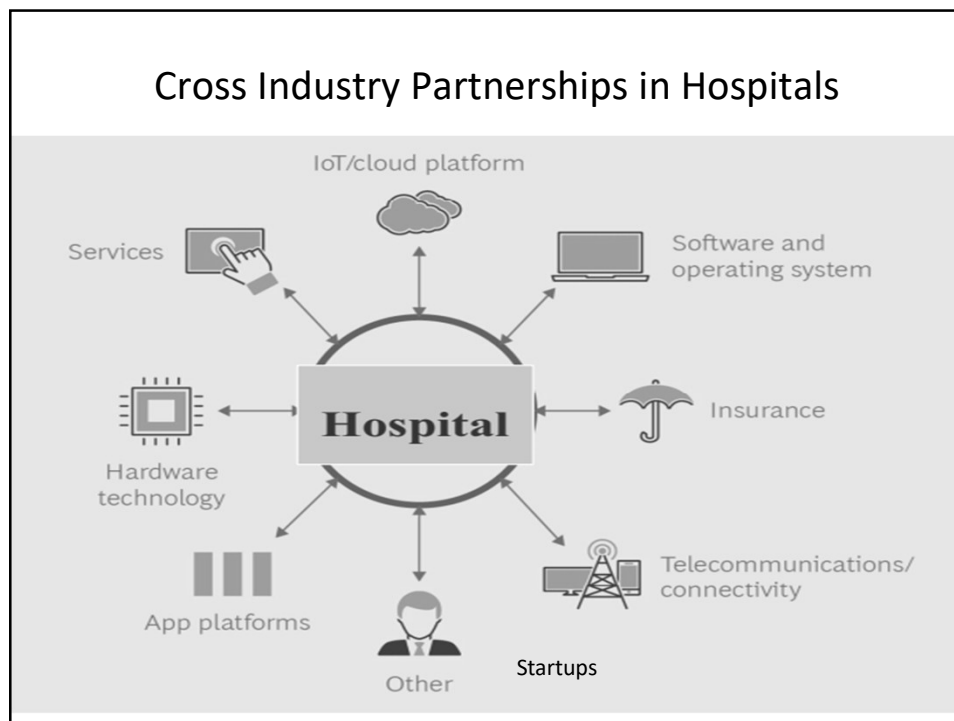 Cross Industry Partnerships in Hospitals
IoT/cloud platform
Services
Software and
operating system
Hospital
Insurance
Hardware
technology
Telecommunications/
connectivity
App platforms
Startups
Other